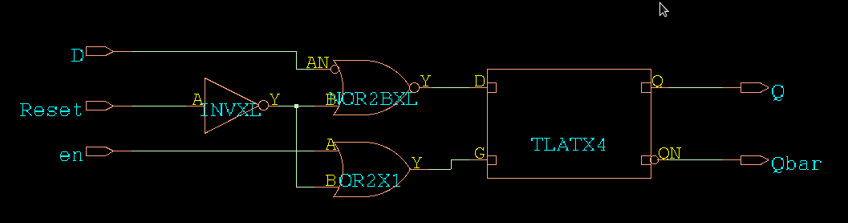 D
AN
Y
NOR2BXL
B
D
Q
Q
Reset
A
INVXL
Y
en
A
Y
B
OR2X1
G
TLATX4
QN
Qbar